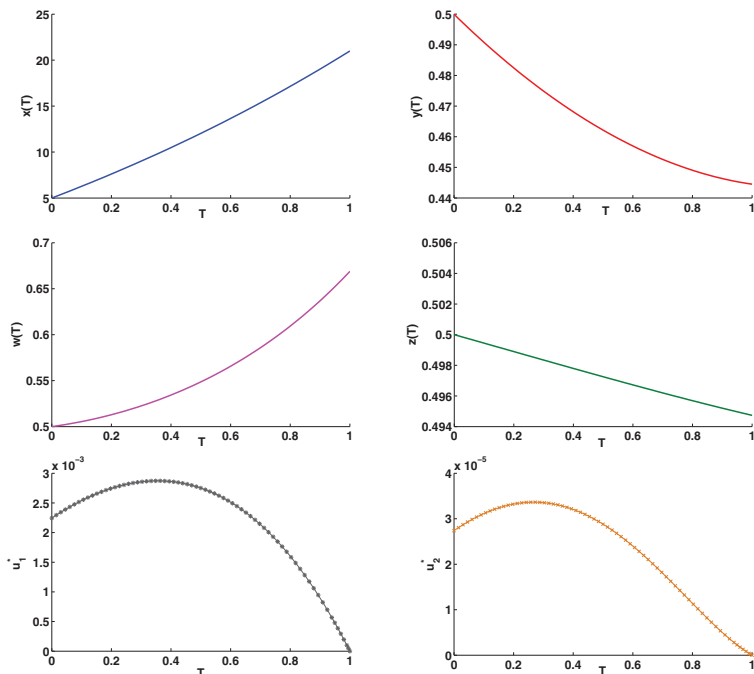 25
20
15
10
5
x(T)
0 0.2 0.4 0.6 0.8 1
T
0.5
0.49
0.48
0.47
0.46
0.45
0.44
y(T)
0 0.2 0.4 0.6 0.8 1
T
0.7
0.65
0.6
0.55
0.5
w(T)
0 0.2 0.4 0.6 0.8 1
T
0.506
0.504
0.502
0.5
0.498
0.496
0.494
z(T)
0 0.2 0.4 0.6 0.8 1
T
x 10⁻³
3
2.5
2
1.5
1
0.5
0
u₁*
0 0.2 0.4 0.6 0.8 1
T
x 10⁻⁵
4
3
2
1
0
u₂*
0 0.2 0.4 0.6 0.8 1
T